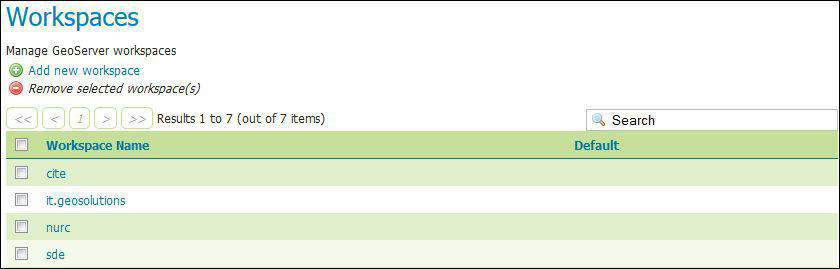 Workspaces
Manage GeoServer workspaces
Add new workspace
Remove selected workspace(s)
<< < 1 > >> Results 1 to 7 (out of 7 items) Search
Workspace Name Default
cite
it.geosolutions
nurc
sde